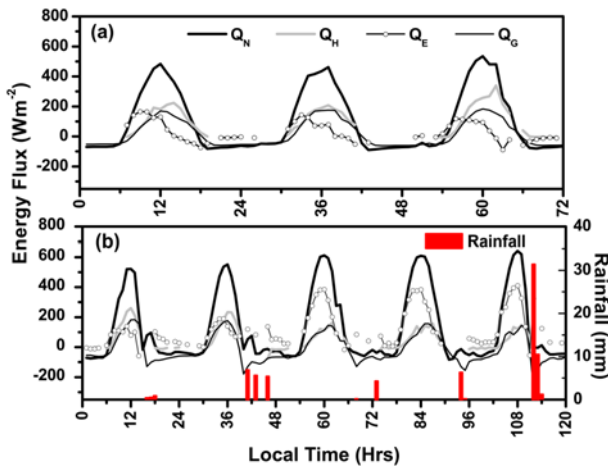 (a) Q_N Q_H Q_E Q_G
800
600
400
200
0
-200
0 12 24 36 48 60 72
Energy Flux (Wm⁻²)
(b) Rainfall
800
600
400
200
0
-200
40
30
20
10
0
Rainfall (mm)
0 12 24 36 48 60 72 84 96 108 120
Local Time (Hrs)